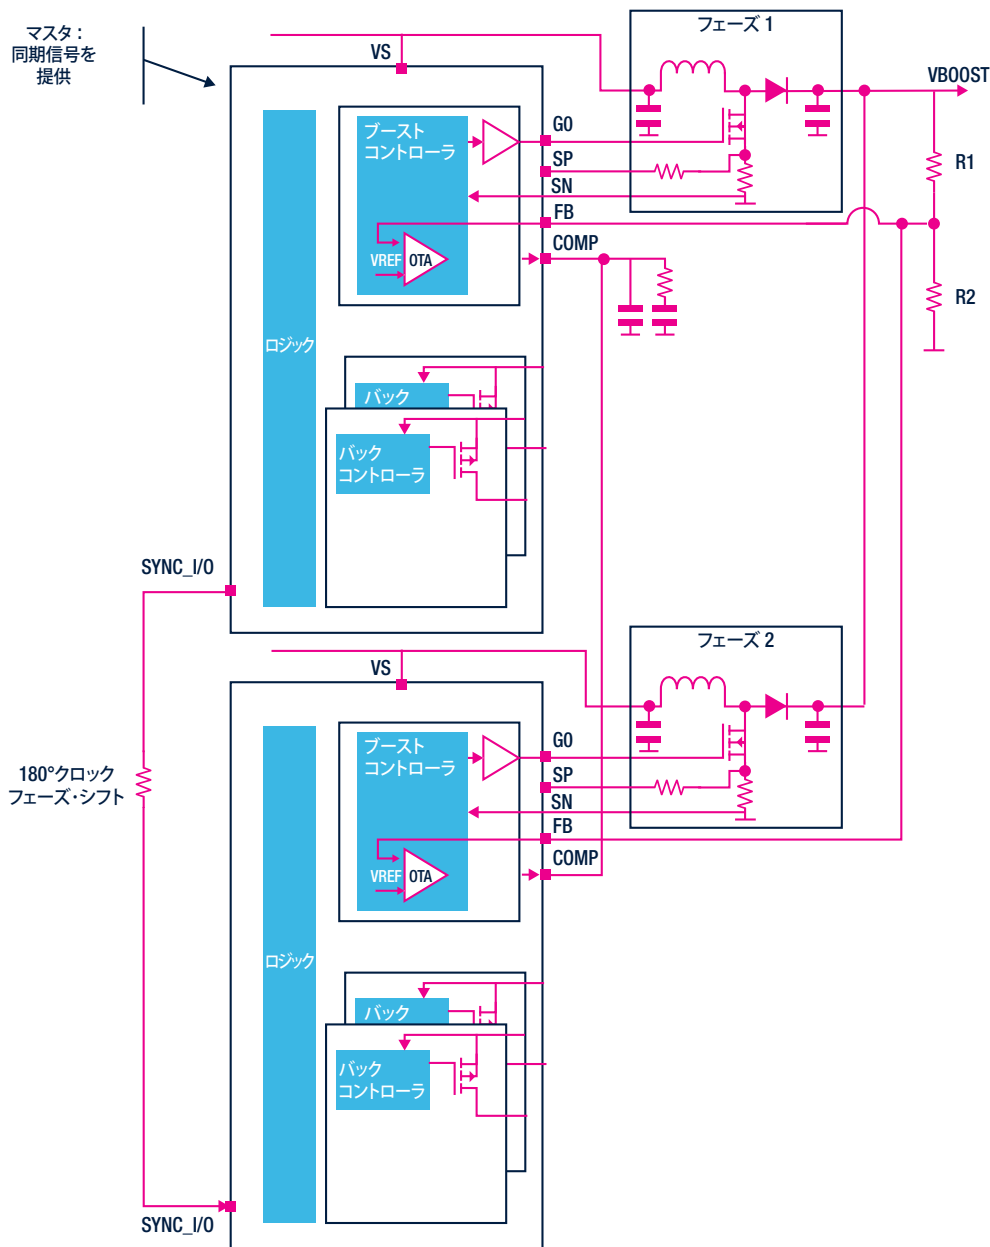 マスタ：
同期信号を
提供
VS
フェーズ 1
VBOOST
ブースト
コントローラ
GO
SP
SN
FB
COMP
VREF
OTA
R1
R2
ロジック
バック
バック
コントローラ
SYNC_I/O
180°クロック
フェーズ・シフト
VS
フェーズ 2
ブースト
コントローラ
GO
SP
SN
FB
COMP
VREF
OTA
ロジック
バック
バック
コントローラ
SYNC_I/O